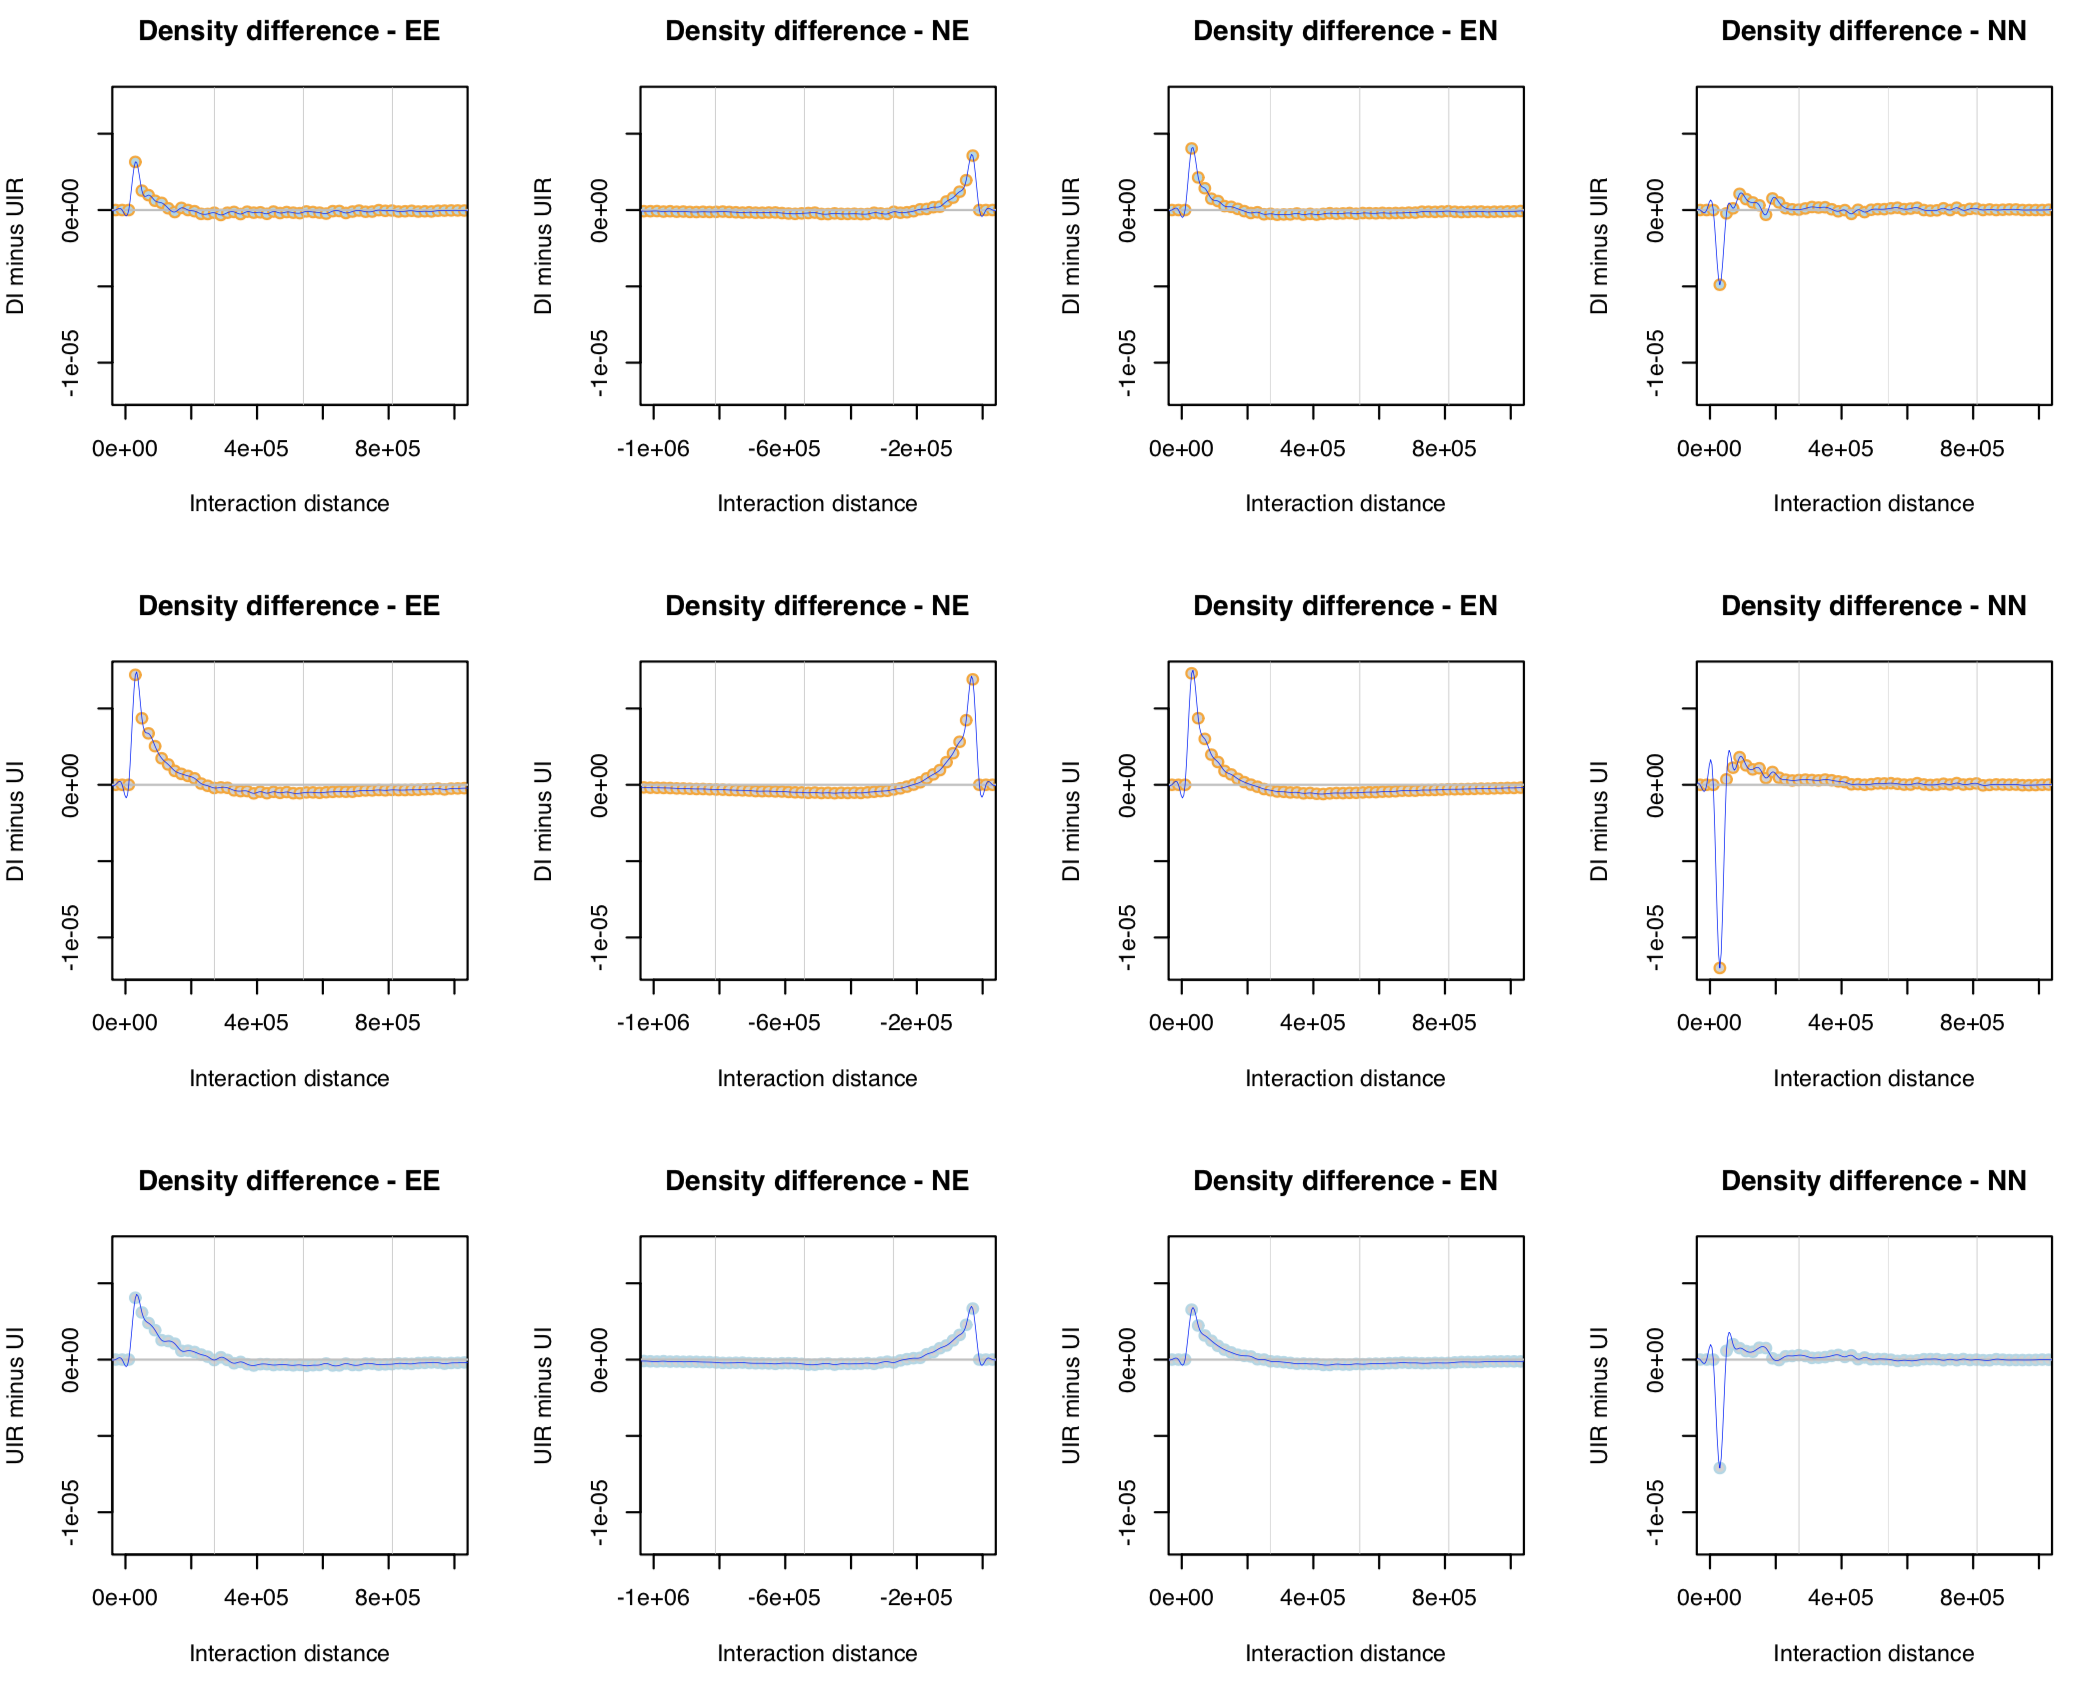 Density difference - EE
Density difference - NE
Density difference - EN
Density difference - NN
DI minus UIR
0e+00
-1e-05
0e+00 4e+05 8e+05
Interaction distance
DI minus UIR
0e+00
-1e-05
-1e+06 -6e+05 -2e+05
Interaction distance
DI minus UIR
0e+00
-1e-05
0e+00 4e+05 8e+05
Interaction distance
DI minus UIR
0e+00
-1e-05
0e+00 4e+05 8e+05
Interaction distance
Density difference - EE
Density difference - NE
Density difference - EN
Density difference - NN
DI minus UI
0e+00
-1e-05
0e+00 4e+05 8e+05
Interaction distance
DI minus UI
0e+00
-1e-05
-1e+06 -6e+05 -2e+05
Interaction distance
DI minus UI
0e+00
-1e-05
0e+00 4e+05 8e+05
Interaction distance
DI minus UI
0e+00
-1e-05
0e+00 4e+05 8e+05
Interaction distance
Density difference - EE
Density difference - NE
Density difference - EN
Density difference - NN
UIR minus UI
0e+00
-1e-05
0e+00 4e+05 8e+05
Interaction distance
UIR minus UI
0e+00
-1e-05
-1e+06 -6e+05 -2e+05
Interaction distance
UIR minus UI
0e+00
-1e-05
0e+00 4e+05 8e+05
Interaction distance
UIR minus UI
0e+00
-1e-05
0e+00 4e+05 8e+05
Interaction distance